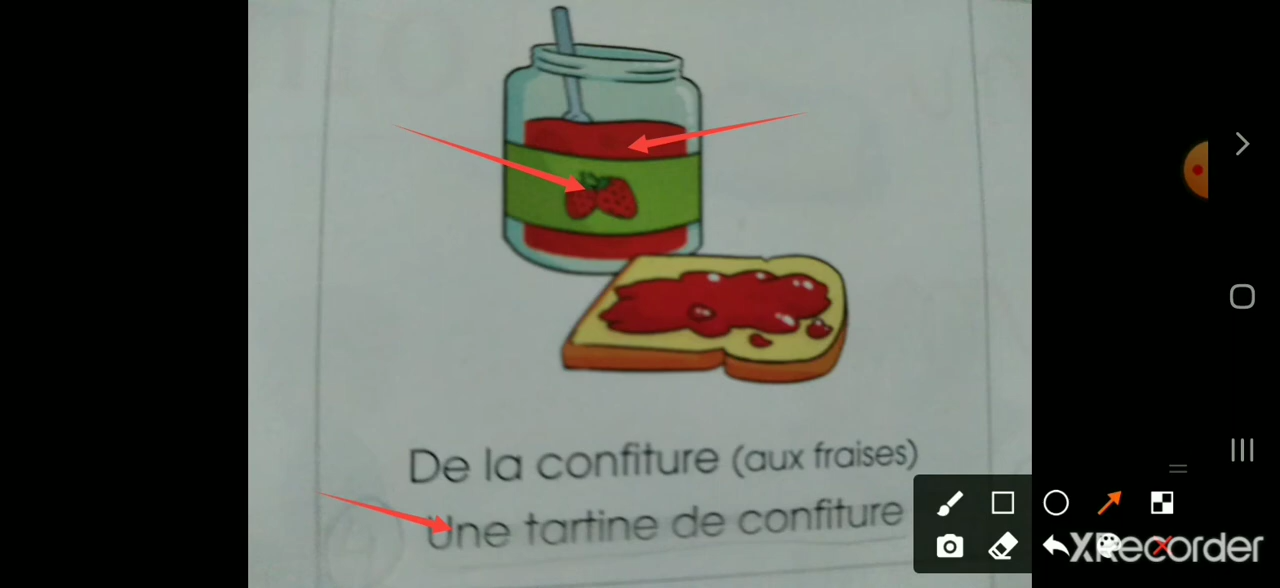 De la confiture (aux fraises)
Une tartine de confiture
XRecorder